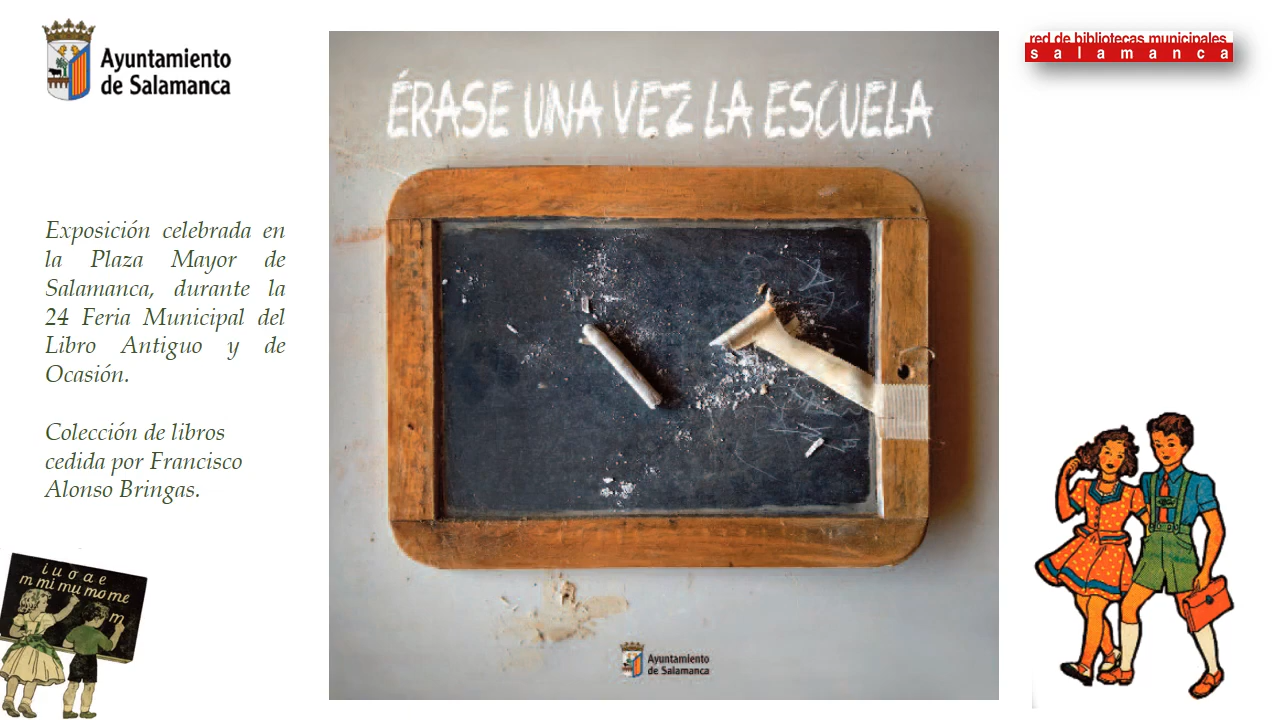 Ayuntamiento
de Salamanca
red de bibliotecas municipales
salamanca
ÉRASE UNA VEZ LA ESCUELA
Exposición celebrada en
la Plaza Mayor de
Salamanca, durante la
24 Feria Municipal del
Libro Antiguo y de
Ocasión.
Colección de libros
cedida por Francisco
Alonso Bringas.
i u o a e
m mi mu mo me
m
Ayuntamiento
de Salamanca